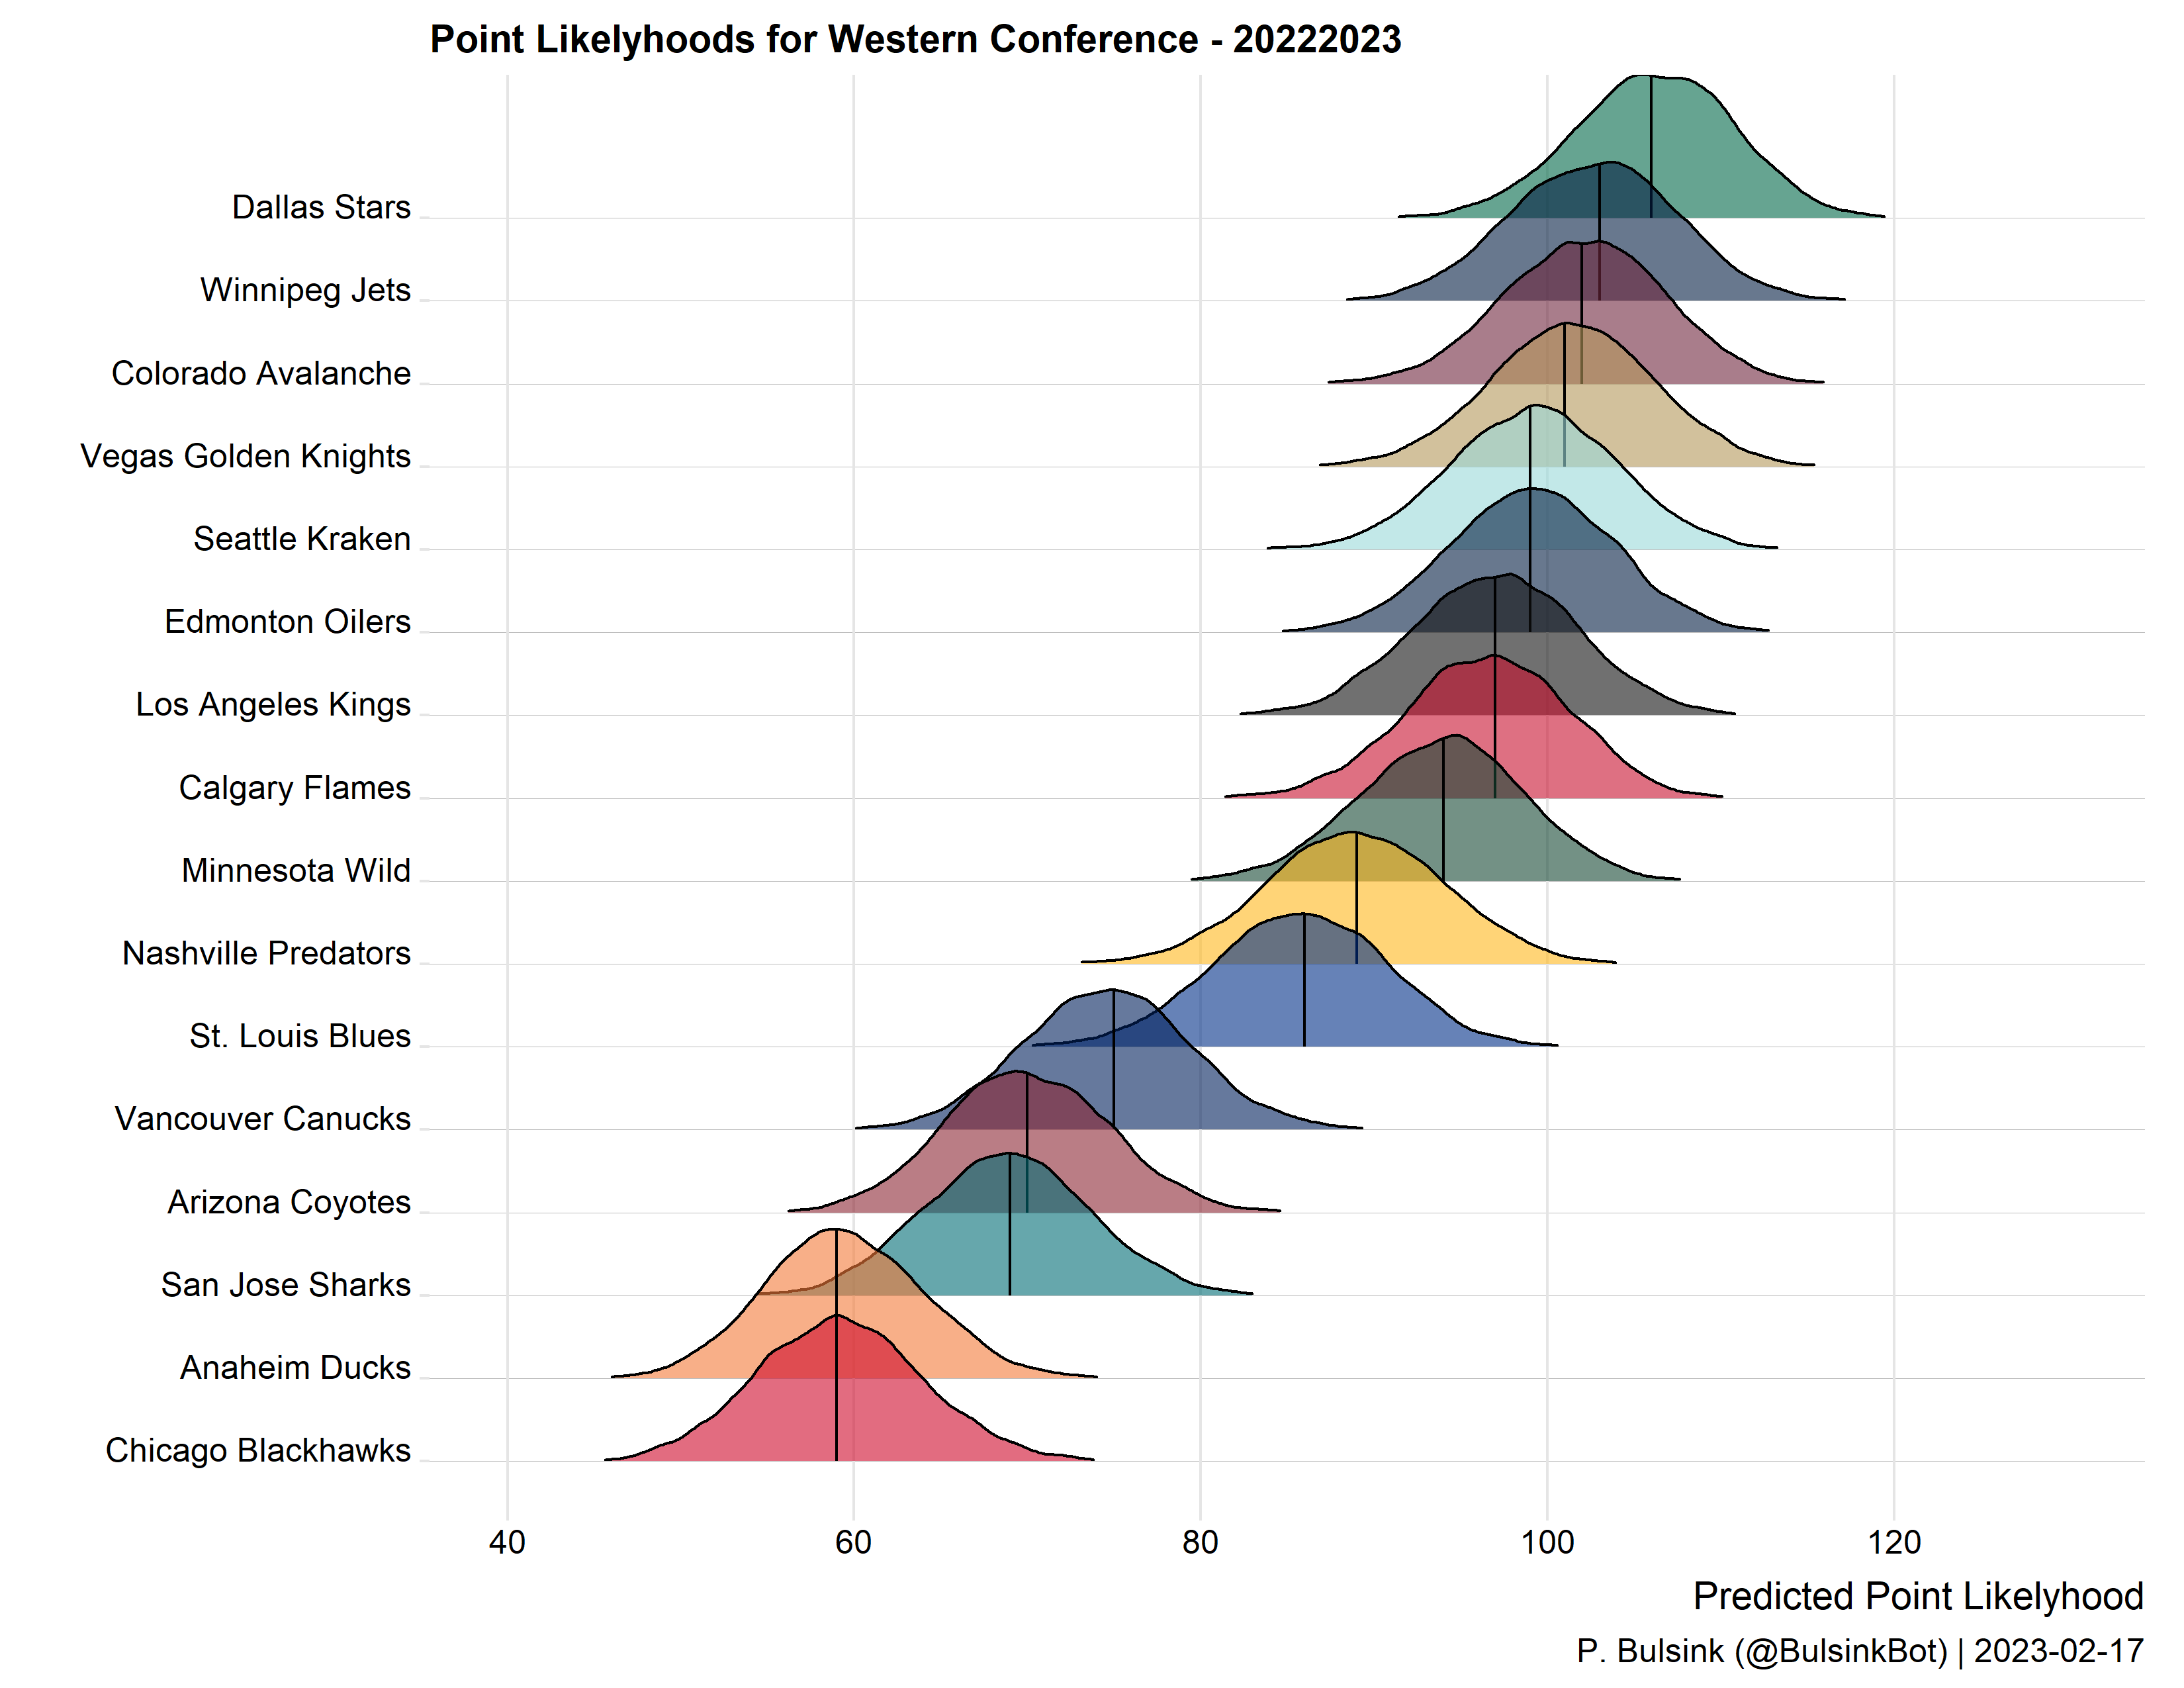 Point Likelyhoods for Western Conference - 20222023
Dallas Stars
Winnipeg Jets
Colorado Avalanche
Vegas Golden Knights
Seattle Kraken
Edmonton Oilers
Los Angeles Kings
Calgary Flames
Minnesota Wild
Nashville Predators
St. Louis Blues
Vancouver Canucks
Arizona Coyotes
San Jose Sharks
Anaheim Ducks
Chicago Blackhawks
40 60 80 100 120
Predicted Point Likelyhood
P. Bulsink (@BulsinkBot) | 2023-02-17